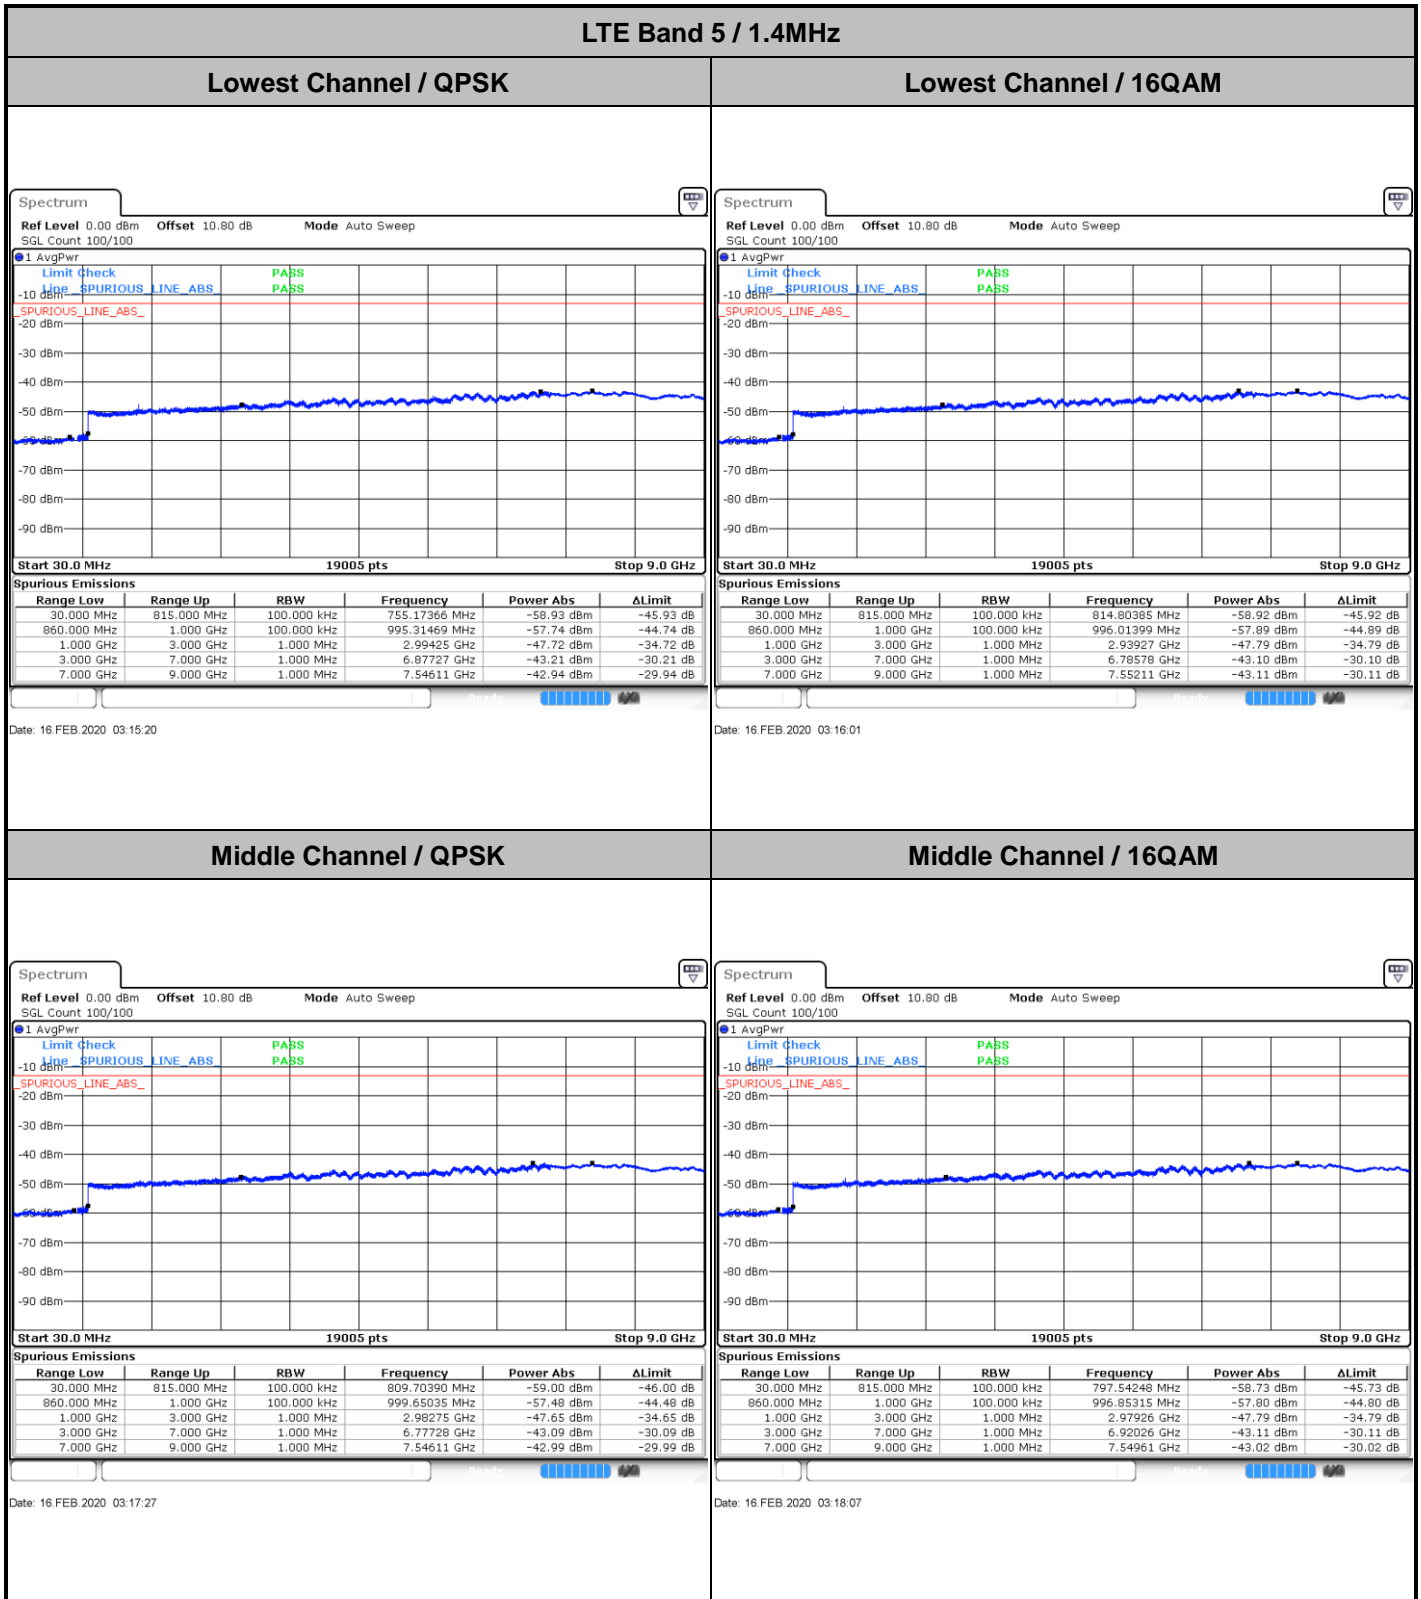 LTE Band 5 / 1.4MHz
Lowest Channel / QPSK
Lowest Channel / 16QAM
Spectrum
Ref Level 0.00 dBm Offset 10.80 dB Mode Auto Sweep
SGL Count 100/100
1 AvgPwr
Limit Check PASS
Line _SPURIOUS_LINE_ABS_ PASS
-10 dBm
_SPURIOUS_LINE_ABS_
-20 dBm
-30 dBm
-40 dBm
-50 dBm
-60 dBm
-70 dBm
-80 dBm
-90 dBm
Start 30.0 MHz 19005 pts Stop 9.0 GHz
Spurious Emissions
Range Low Range Up RBW Frequency Power Abs ΔLimit
30.000 MHz 815.000 MHz 100.000 kHz 755.17366 MHz -58.93 dBm -45.93 dB
860.000 MHz 1.000 GHz 100.000 kHz 995.31469 MHz -57.74 dBm -44.74 dB
1.000 GHz 3.000 GHz 1.000 MHz 2.99425 GHz -47.72 dBm -34.72 dB
3.000 GHz 7.000 GHz 1.000 MHz 6.87727 GHz -43.21 dBm -30.21 dB
7.000 GHz 9.000 GHz 1.000 MHz 7.54611 GHz -42.94 dBm -29.94 dB
Ready
Date: 16.FEB.2020 03:15:20
Spectrum
Ref Level 0.00 dBm Offset 10.80 dB Mode Auto Sweep
SGL Count 100/100
1 AvgPwr
Limit Check PASS
Line _SPURIOUS_LINE_ABS_ PASS
-10 dBm
_SPURIOUS_LINE_ABS_
-20 dBm
-30 dBm
-40 dBm
-50 dBm
-60 dBm
-70 dBm
-80 dBm
-90 dBm
Start 30.0 MHz 19005 pts Stop 9.0 GHz
Spurious Emissions
Range Low Range Up RBW Frequency Power Abs ΔLimit
30.000 MHz 815.000 MHz 100.000 kHz 814.80385 MHz -58.92 dBm -45.92 dB
860.000 MHz 1.000 GHz 100.000 kHz 996.01399 MHz -57.89 dBm -44.89 dB
1.000 GHz 3.000 GHz 1.000 MHz 2.93927 GHz -47.79 dBm -34.79 dB
3.000 GHz 7.000 GHz 1.000 MHz 6.78578 GHz -43.10 dBm -30.10 dB
7.000 GHz 9.000 GHz 1.000 MHz 7.55211 GHz -43.11 dBm -30.11 dB
Ready
Date: 16.FEB.2020 03:16:01
Middle Channel / QPSK
Middle Channel / 16QAM
Spectrum
Ref Level 0.00 dBm Offset 10.80 dB Mode Auto Sweep
SGL Count 100/100
1 AvgPwr
Limit Check PASS
Line _SPURIOUS_LINE_ABS_ PASS
-10 dBm
_SPURIOUS_LINE_ABS_
-20 dBm
-30 dBm
-40 dBm
-50 dBm
-60 dBm
-70 dBm
-80 dBm
-90 dBm
Start 30.0 MHz 19005 pts Stop 9.0 GHz
Spurious Emissions
Range Low Range Up RBW Frequency Power Abs ΔLimit
30.000 MHz 815.000 MHz 100.000 kHz 809.70390 MHz -59.00 dBm -46.00 dB
860.000 MHz 1.000 GHz 100.000 kHz 999.65035 MHz -57.48 dBm -44.48 dB
1.000 GHz 3.000 GHz 1.000 MHz 2.98275 GHz -47.65 dBm -34.65 dB
3.000 GHz 7.000 GHz 1.000 MHz 6.77728 GHz -43.09 dBm -30.09 dB
7.000 GHz 9.000 GHz 1.000 MHz 7.54611 GHz -42.99 dBm -29.99 dB
Ready
Date: 16.FEB.2020 03:17:27
Spectrum
Ref Level 0.00 dBm Offset 10.80 dB Mode Auto Sweep
SGL Count 100/100
1 AvgPwr
Limit Check PASS
Line _SPURIOUS_LINE_ABS_ PASS
-10 dBm
_SPURIOUS_LINE_ABS_
-20 dBm
-30 dBm
-40 dBm
-50 dBm
-60 dBm
-70 dBm
-80 dBm
-90 dBm
Start 30.0 MHz 19005 pts Stop 9.0 GHz
Spurious Emissions
Range Low Range Up RBW Frequency Power Abs ΔLimit
30.000 MHz 815.000 MHz 100.000 kHz 797.54248 MHz -58.73 dBm -45.73 dB
860.000 MHz 1.000 GHz 100.000 kHz 996.85315 MHz -57.80 dBm -44.80 dB
1.000 GHz 3.000 GHz 1.000 MHz 2.97926 GHz -47.79 dBm -34.79 dB
3.000 GHz 7.000 GHz 1.000 MHz 6.92026 GHz -43.11 dBm -30.11 dB
7.000 GHz 9.000 GHz 1.000 MHz 7.54961 GHz -43.02 dBm -30.02 dB
Ready
Date: 16.FEB.2020 03:18:07